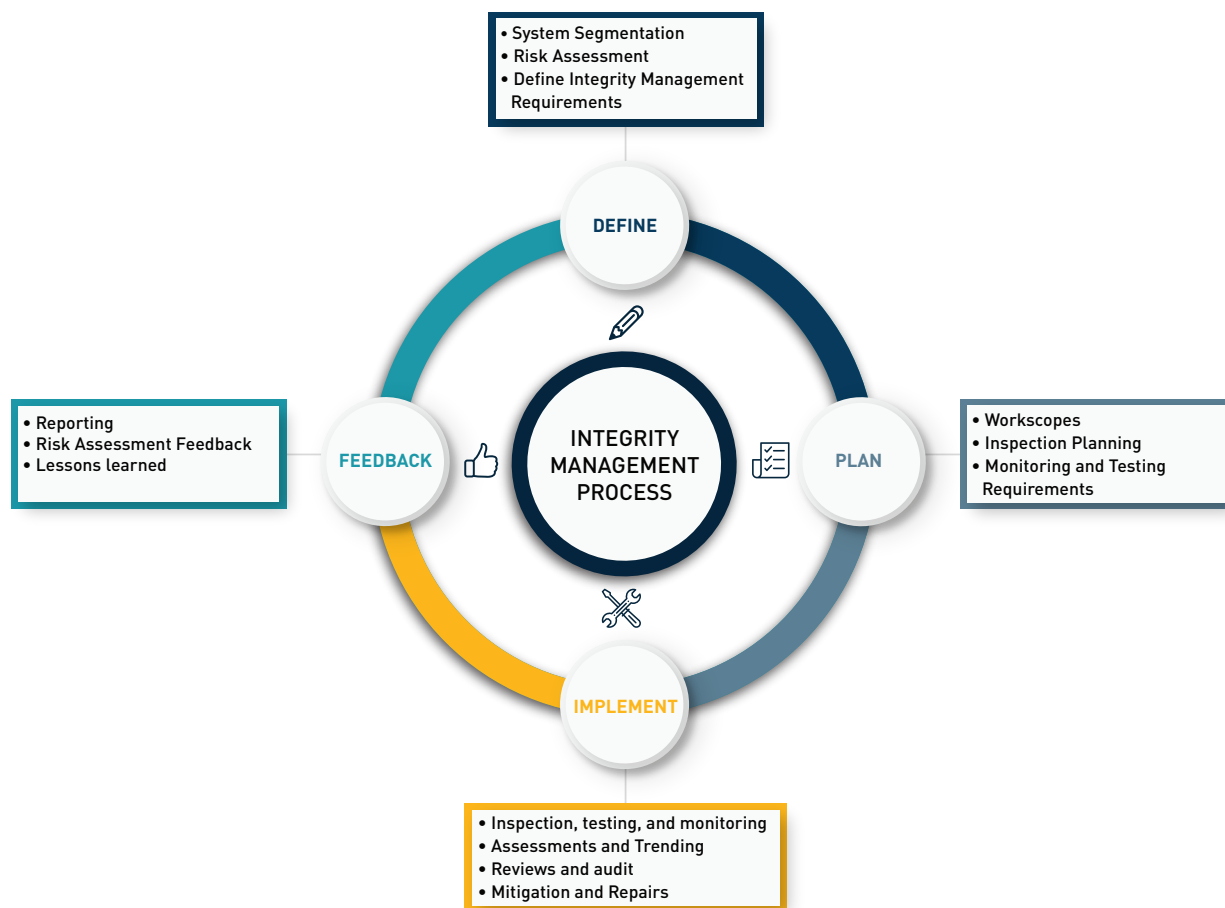 • System Segmentation
• Risk Assessment
• Define Integrity Management
Requirements
DEFINE
• Reporting
• Risk Assessment Feedback
• Lessons learned
FEEDBACK
INTEGRITY
MANAGEMENT
PROCESS
PLAN
• Workscopes
• Inspection Planning
• Monitoring and Testing
Requirements
IMPLEMENT
• Inspection, testing, and monitoring
• Assessments and Trending
• Reviews and audit
• Mitigation and Repairs